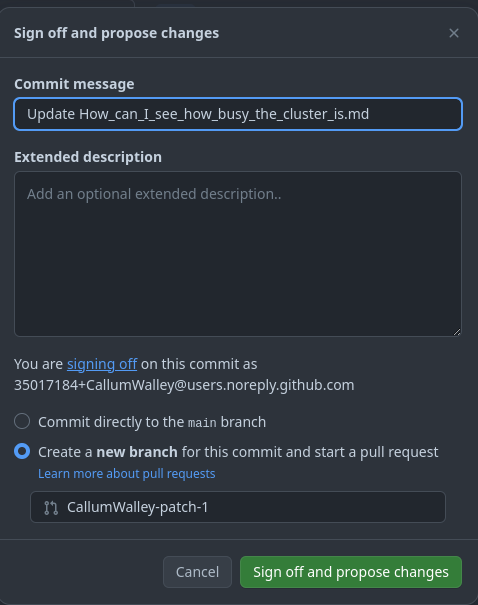 Sign off and propose changes
Commit message
Update How_can_I_see_how_busy_the_cluster_is.md
Extended description
Add an optional extended description..
You are signing off on this commit as
35017184+CallumWalley@users.noreply.github.com
Commit directly to the main branch
Create a new branch for this commit and start a pull request
Learn more about pull requests
CallumWalley-patch-1
Cancel
Sign off and propose changes